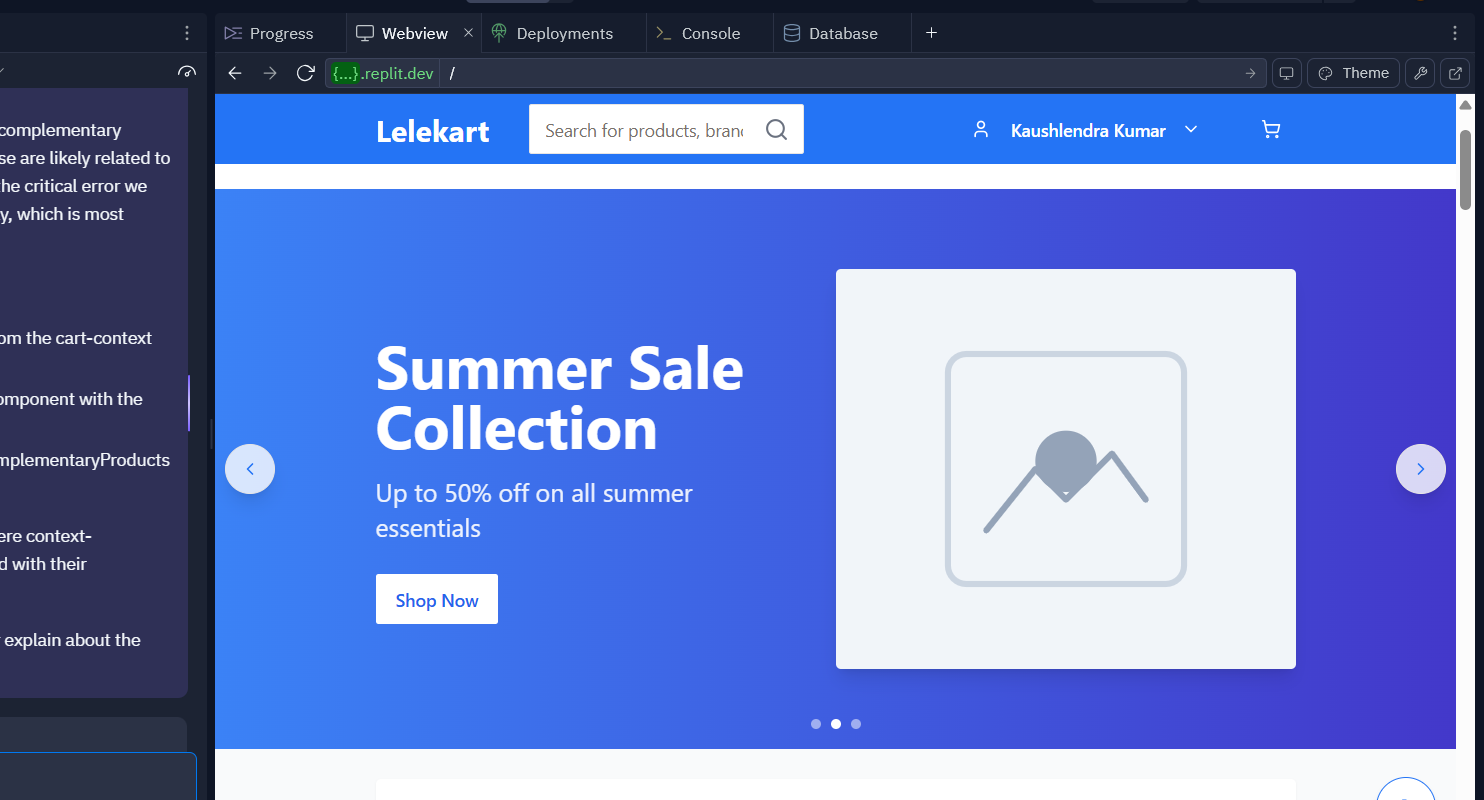 Progress
Webview
Deployments
Console
Database
{...}.replit.dev /
Theme
complementary
se are likely related to
he critical error we
y, which is most
om the cart-context
omponent with the
mplementaryProducts
ere context-
d with their
explain about the
Lelekart
Search for products, branc
Kaushlendra Kumar
Summer Sale
Collection
Up to 50% off on all summer
essentials
Shop Now